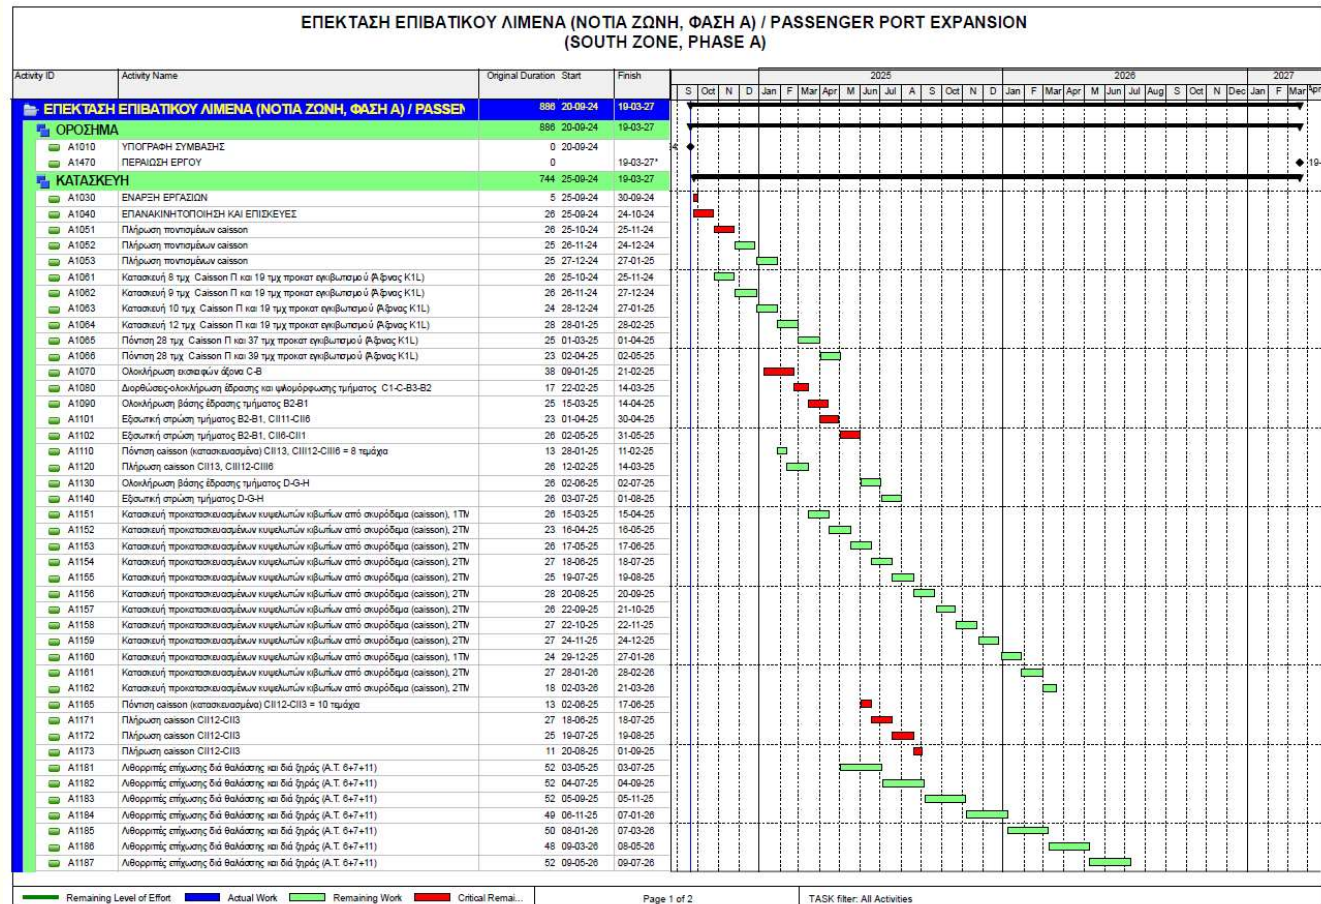 ΕΠΕΚΤΑΣΗ ΕΠΙΒΑΤΙΚΟΥ ΛΙΜΕΝΑ (ΝΟΤΙΑ ΖΩΝΗ, ΦΑΣΗ Α) / PASSENGER PORT EXPANSION
(SOUTH ZONE, PHASE A)
Activity ID Activity Name Original Duration Start Finish 2025 2026 2027
S Oct N D Jan F Mar Apr M Jun Jul A S Oct N D Jan F Mar Apr M Jun Jul Aug S Oct N Dec Jan F Mar Apr
ΕΠΕΚΤΑΣΗ ΕΠΙΒΑΤΙΚΟΥ ΛΙΜΕΝΑ (ΝΟΤΙΑ ΖΩΝΗ, ΦΑΣΗ Α) / PASSEN 886 20-09-24 19-03-27
ΟΡΟΣΗΜΑ 886 20-09-24 19-03-27
A1010 ΥΠΟΓΡΑΦΗ ΣΥΜΒΑΣΗΣ 0 20-09-24
A1470 ΠΕΡΑΙΩΣΗ ΕΡΓΟΥ 0 19-03-27* 19-
ΚΑΤΑΣΚΕΥΗ 744 25-09-24 19-03-27
A1030 ΕΝΑΡΞΗ ΕΡΓΑΣΙΩΝ 5 25-09-24 30-09-24
A1040 ΕΠΑΝΑΚΙΝΗΤΟΠΟΙΗΣΗ ΚΑΙ ΕΠΙΣΚΕΥΕΣ 26 25-09-24 24-10-24
A1051 Πλήρωση ποντισμένων caisson 26 25-10-24 25-11-24
A1052 Πλήρωση ποντισμένων caisson 25 26-11-24 24-12-24
A1053 Πλήρωση ποντισμένων caisson 25 27-12-24 27-01-25
A1061 Κατασκευή 8 τμχ Caisson Π και 19 τμχ προκατ εγκιβωτισμού (Άξονας K1L) 26 25-10-24 25-11-24
A1062 Κατασκευή 9 τμχ Caisson Π και 19 τμχ προκατ εγκιβωτισμού (Άξονας K1L) 26 26-11-24 27-12-24
A1063 Κατασκευή 10 τμχ Caisson Π και 19 τμχ προκατ εγκιβωτισμού (Άξονας K1L) 24 28-12-24 27-01-25
A1064 Κατασκευή 12 τμχ Caisson Π και 19 τμχ προκατ εγκιβωτισμού (Άξονας K1L) 28 28-01-25 28-02-25
A1065 Πόντιση 28 τμχ Caisson Π και 37 τμχ προκατ εγκιβωτισμού (Άξονας K1L) 25 01-03-25 01-04-25
A1066 Πόντιση 28 τμχ Caisson Π και 39 τμχ προκατ εγκιβωτισμού (Άξονας K1L) 23 02-04-25 02-05-25
A1070 Ολοκλήρωση εκσκαφών άξονα C-B 38 09-01-25 21-02-25
A1080 Διορθώσεις-ολοκλήρωση έδρασης και ψιλομόρφωσης τμήματος C1-C-B3-B2 17 22-02-25 14-03-25
A1090 Ολοκλήρωση βάσης έδρασης τμήματος B2-B1 25 15-03-25 14-04-25
A1101 Εξισωτική στρώση τμήματος B2-B1, CII11-CII6 23 01-04-25 30-04-25
A1102 Εξισωτική στρώση τμήματος B2-B1, CII6-CII1 26 02-05-25 31-05-25
A1110 Πόντιση caisson (κατασκευασμένα) CII13, CIII12-CIII6 = 8 τεμάχια 13 28-01-25 11-02-25
A1120 Πλήρωση caisson CII13, CIII12-CIII6 26 12-02-25 14-03-25
A1130 Ολοκλήρωση βάσης έδρασης τμήματος D-G-H 26 02-06-25 02-07-25
A1140 Εξισωτική στρώση τμήματος D-G-H 26 03-07-25 01-08-25
A1151 Κατασκευή προκατασκευασμένων κυψελωτών κιβωτίων από σκυρόδεμα (caisson), 1TM 26 15-03-25 15-04-25
A1152 Κατασκευή προκατασκευασμένων κυψελωτών κιβωτίων από σκυρόδεμα (caisson), 2TM 23 16-04-25 16-05-25
A1153 Κατασκευή προκατασκευασμένων κυψελωτών κιβωτίων από σκυρόδεμα (caisson), 2TM 26 17-05-25 17-06-25
A1154 Κατασκευή προκατασκευασμένων κυψελωτών κιβωτίων από σκυρόδεμα (caisson), 2TM 27 18-06-25 18-07-25
A1155 Κατασκευή προκατασκευασμένων κυψελωτών κιβωτίων από σκυρόδεμα (caisson), 2TM 25 19-07-25 19-08-25
A1156 Κατασκευή προκατασκευασμένων κυψελωτών κιβωτίων από σκυρόδεμα (caisson), 2TM 28 20-08-25 20-09-25
A1157 Κατασκευή προκατασκευασμένων κυψελωτών κιβωτίων από σκυρόδεμα (caisson), 2TM 26 22-09-25 21-10-25
A1158 Κατασκευή προκατασκευασμένων κυψελωτών κιβωτίων από σκυρόδεμα (caisson), 2TM 27 22-10-25 22-11-25
A1159 Κατασκευή προκατασκευασμένων κυψελωτών κιβωτίων από σκυρόδεμα (caisson), 2TM 27 24-11-25 24-12-25
A1160 Κατασκευή προκατασκευασμένων κυψελωτών κιβωτίων από σκυρόδεμα (caisson), 1TM 24 29-12-25 27-01-26
A1161 Κατασκευή προκατασκευασμένων κυψελωτών κιβωτίων από σκυρόδεμα (caisson), 2TM 27 28-01-26 28-02-26
A1162 Κατασκευή προκατασκευασμένων κυψελωτών κιβωτίων από σκυρόδεμα (caisson), 2TM 18 02-03-26 21-03-26
A1165 Πόντιση caisson (κατασκευασμένα) CII12-CII3 = 10 τεμάχια 13 02-06-25 17-06-25
A1171 Πλήρωση caisson CII12-CII3 27 18-06-25 18-07-25
A1172 Πλήρωση caisson CII12-CII3 25 19-07-25 19-08-25
A1173 Πλήρωση caisson CII12-CII3 11 20-08-25 01-09-25
A1181 Λιθορριπές επίχωσης διά θαλάσσης και διά ξηράς (Α.Τ. 6+7+11) 52 03-05-25 03-07-25
A1182 Λιθορριπές επίχωσης διά θαλάσσης και διά ξηράς (Α.Τ. 6+7+11) 52 04-07-25 04-09-25
A1183 Λιθορριπές επίχωσης διά θαλάσσης και διά ξηράς (Α.Τ. 6+7+11) 52 05-09-25 05-11-25
A1184 Λιθορριπές επίχωσης διά θαλάσσης και διά ξηράς (Α.Τ. 6+7+11) 49 06-11-25 07-01-26
A1185 Λιθορριπές επίχωσης διά θαλάσσης και διά ξηράς (Α.Τ. 6+7+11) 50 08-01-26 07-03-26
A1186 Λιθορριπές επίχωσης διά θαλάσσης και διά ξηράς (Α.Τ. 6+7+11) 48 09-03-26 08-05-26
A1187 Λιθορριπές επίχωσης διά θαλάσσης και διά ξηράς (Α.Τ. 6+7+11) 52 09-05-26 09-07-26
Remaining Level of Effort Actual Work Remaining Work Critical Remai... Page 1 of 2 TASK filter: All Activities